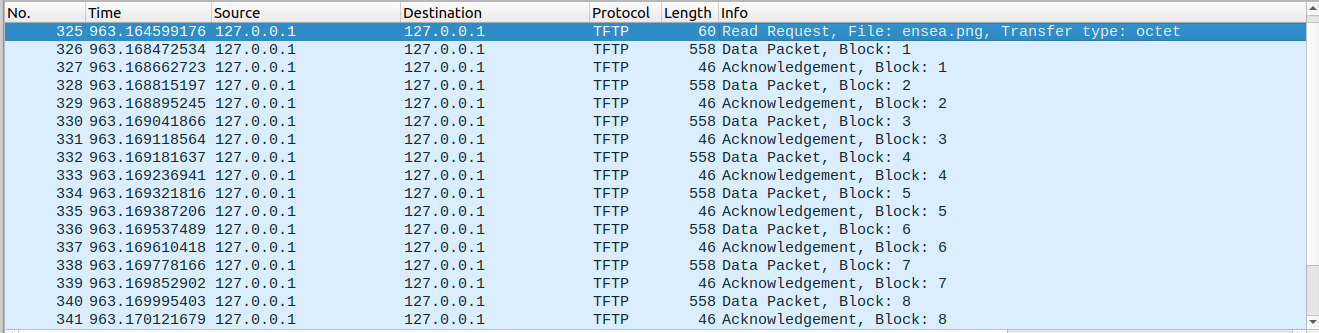 No. Time Source Destination Protocol Length Info
325 963.164599176 127.0.0.1 127.0.0.1 TFTP 60 Read Request, File: ensea.png, Transfer type: octet
326 963.168472534 127.0.0.1 127.0.0.1 TFTP 558 Data Packet, Block: 1
327 963.168662723 127.0.0.1 127.0.0.1 TFTP 46 Acknowledgement, Block: 1
328 963.168815197 127.0.0.1 127.0.0.1 TFTP 558 Data Packet, Block: 2
329 963.168895245 127.0.0.1 127.0.0.1 TFTP 46 Acknowledgement, Block: 2
330 963.169041866 127.0.0.1 127.0.0.1 TFTP 558 Data Packet, Block: 3
331 963.169118564 127.0.0.1 127.0.0.1 TFTP 46 Acknowledgement, Block: 3
332 963.169181637 127.0.0.1 127.0.0.1 TFTP 558 Data Packet, Block: 4
333 963.169236941 127.0.0.1 127.0.0.1 TFTP 46 Acknowledgement, Block: 4
334 963.169321816 127.0.0.1 127.0.0.1 TFTP 558 Data Packet, Block: 5
335 963.169387206 127.0.0.1 127.0.0.1 TFTP 46 Acknowledgement, Block: 5
336 963.169537489 127.0.0.1 127.0.0.1 TFTP 558 Data Packet, Block: 6
337 963.169610418 127.0.0.1 127.0.0.1 TFTP 46 Acknowledgement, Block: 6
338 963.169778166 127.0.0.1 127.0.0.1 TFTP 558 Data Packet, Block: 7
339 963.169852902 127.0.0.1 127.0.0.1 TFTP 46 Acknowledgement, Block: 7
340 963.169995403 127.0.0.1 127.0.0.1 TFTP 558 Data Packet, Block: 8
341 963.170121679 127.0.0.1 127.0.0.1 TFTP 46 Acknowledgement, Block: 8